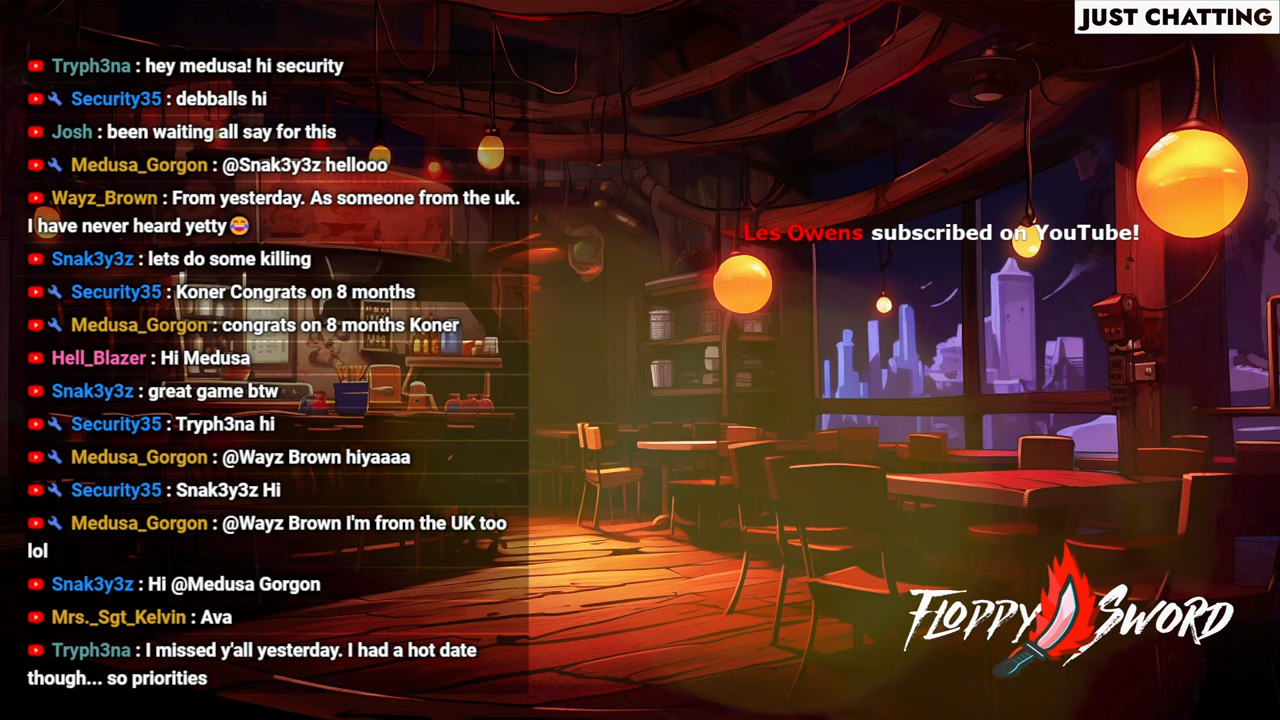 JUST CHATTING
Tryph3na : hey medusa! hi security
Security35 : debballs hi
Josh : been waiting all say for this
Medusa_Gorgon : @Snak3y3z hellooo
Wayz_Brown : From yesterday. As someone from the uk.
I have never heard yetty😂
Snak3y3z : lets do some killing
Security35 : Koner Congrats on 8 months
Medusa_Gorgon : congrats on 8 months Koner
Hell_Blazer : Hi Medusa
Snak3y3z : great game btw
Security35 : Tryph3na hi
Medusa_Gorgon : @Wayz Brown hiyaaaa
Security35 : Snak3y3z Hi
Medusa_Gorgon : @Wayz Brown I'm from the UK too
lol
Snak3y3z : Hi @Medusa Gorgon
Mrs._Sgt_Kelvin : Ava
Tryph3na : I missed y'all yesterday. I had a hot date
though... so priorities
Les Owens subscribed on YouTube!
FLOPPY SWORD